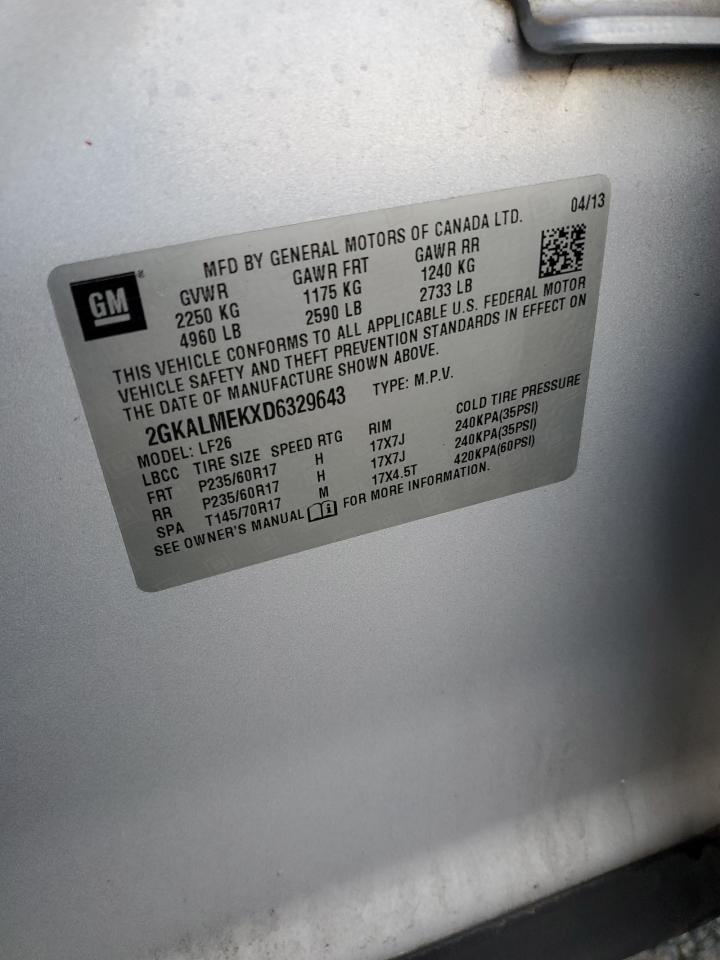 04/13
MFD BY GENERAL MOTORS OF CANADA LTD.
GM®
GVWR GAWR FRT GAWR RR
2250 KG 1175 KG 1240 KG
4960 LB 2590 LB 2733 LB
THIS VEHICLE CONFORMS TO ALL APPLICABLE U.S. FEDERAL MOTOR
VEHICLE SAFETY AND THEFT PREVENTION STANDARDS IN EFFECT ON
THE DATE OF MANUFACTURE SHOWN ABOVE.
2GKALMEKXD6329643 TYPE: M.P.V.
MODEL: LF26
LBCC TIRE SIZE SPEED RTG RIM COLD TIRE PRESSURE
FRT P235/60R17 H 17X7J 240KPA(35PSI)
RR P235/60R17 H 17X7J 240KPA(35PSI)
SPA T145/70R17 M 17X4.5T 420KPA(60PSI)
SEE OWNER'S MANUAL FOR MORE INFORMATION.